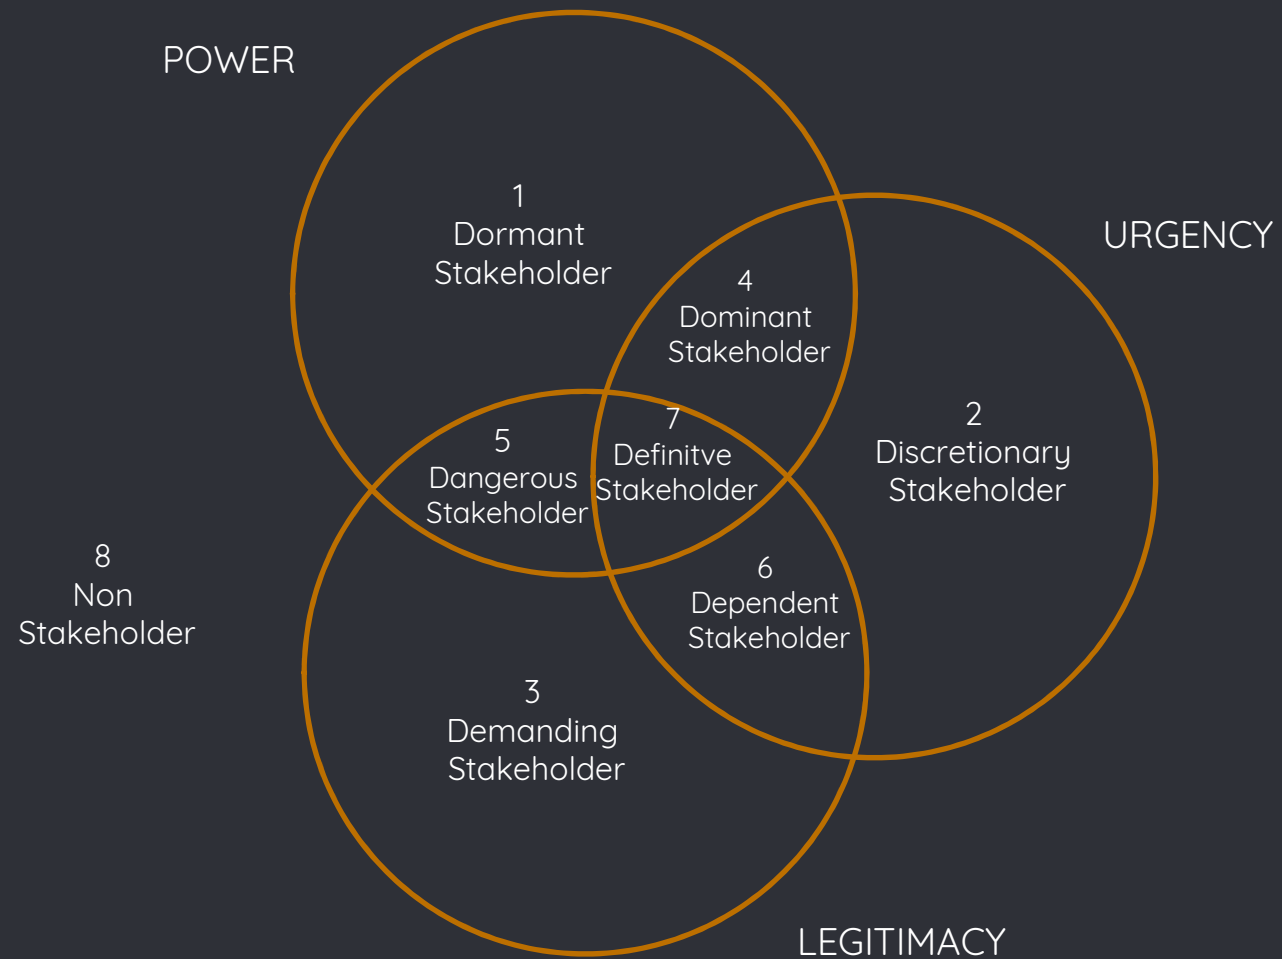 POWER
1
Dormant
Stakeholder
URGENCY
4
Dominant
Stakeholder
2
Discretionary
Stakeholder
5
Dangerous
Stakeholder
7
Definitve
Stakeholder
8
Non
Stakeholder
6
Dependent
Stakeholder
3
Demanding
Stakeholder
LEGITIMACY